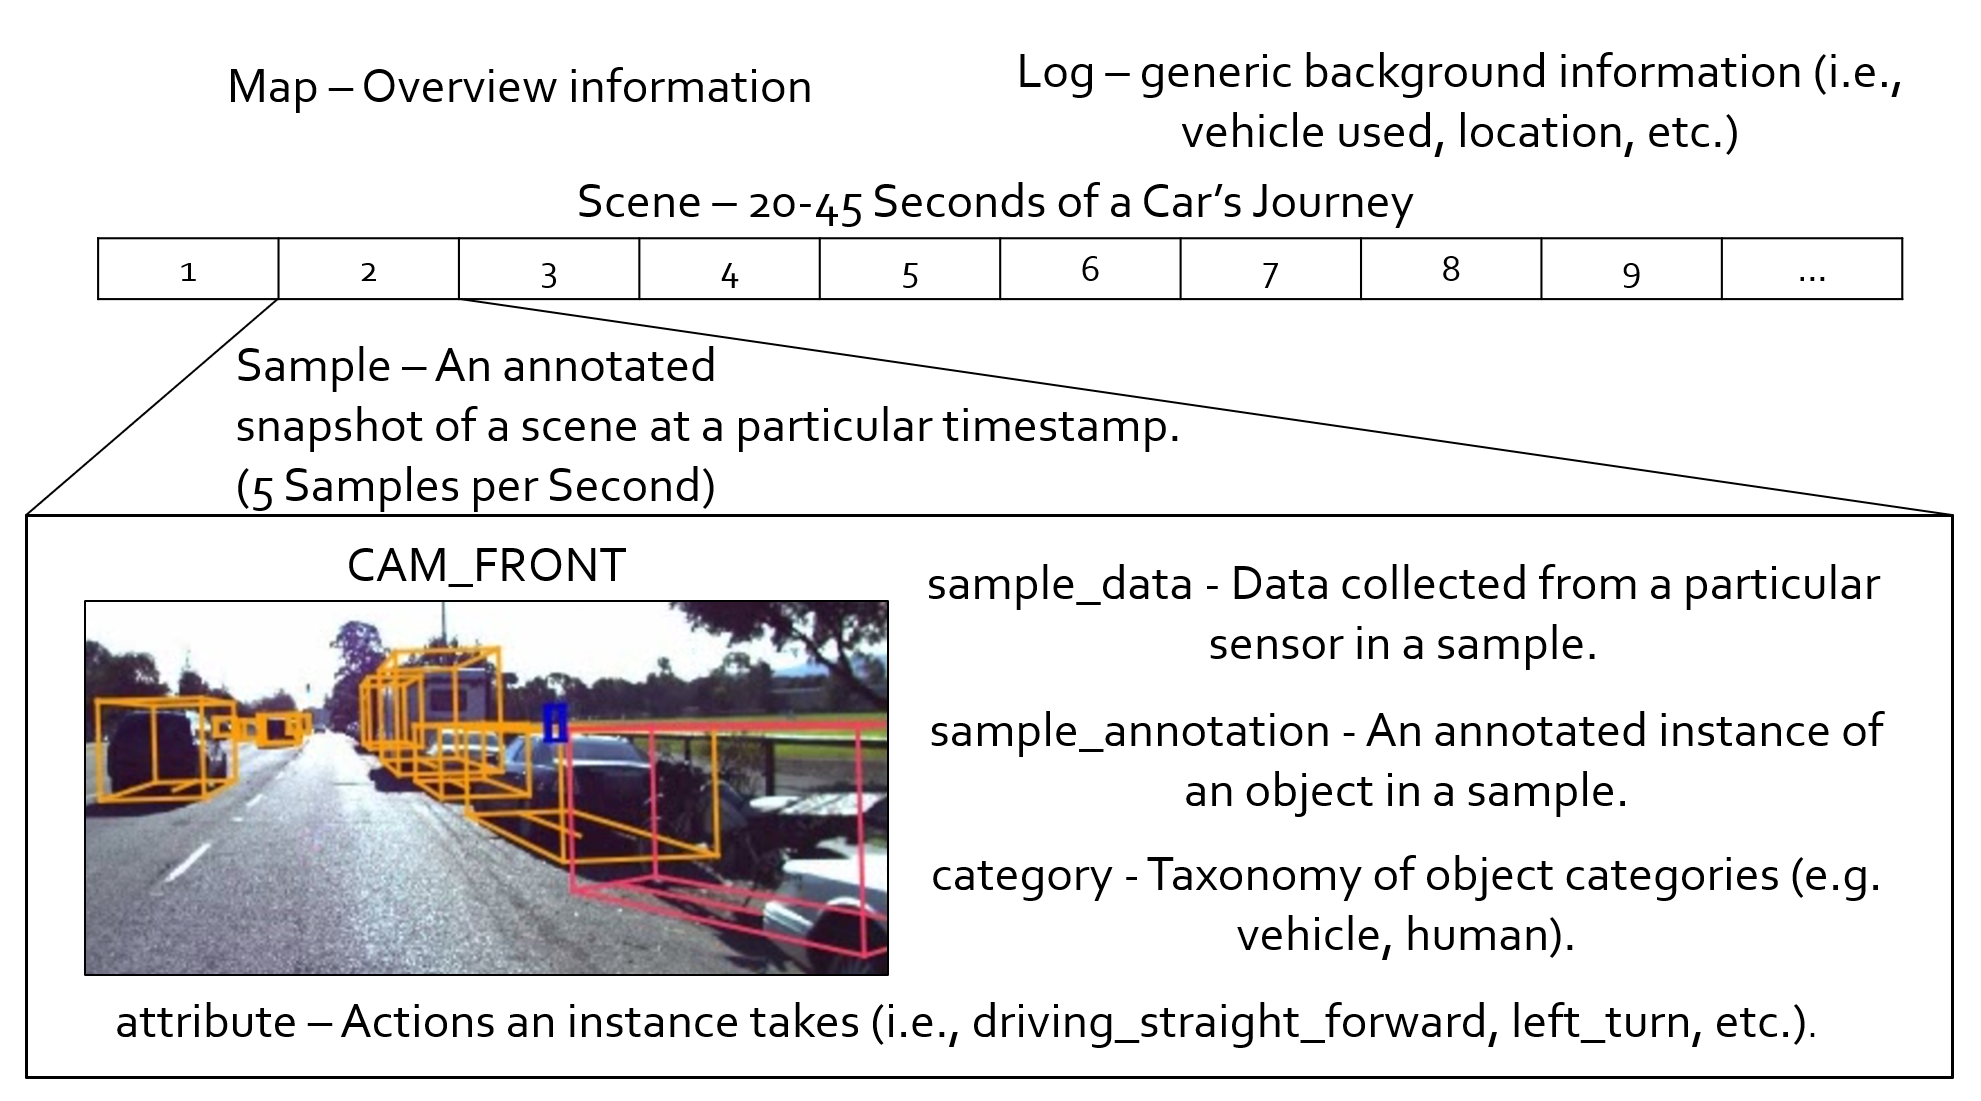 Map – Overview information
Log – generic background information (i.e.,
vehicle used, location, etc.)
Scene – 20-45 Seconds of a Car’s Journey
1 2 3 4 5 6 7 8 9 ...
Sample – An annotated
snapshot of a scene at a particular timestamp.
(5 Samples per Second)
CAM_FRONT
sample_data - Data collected from a particular
sensor in a sample.
sample_annotation - An annotated instance of
an object in a sample.
category - Taxonomy of object categories (e.g.
vehicle, human).
attribute – Actions an instance takes (i.e., driving_straight_forward, left_turn, etc.).